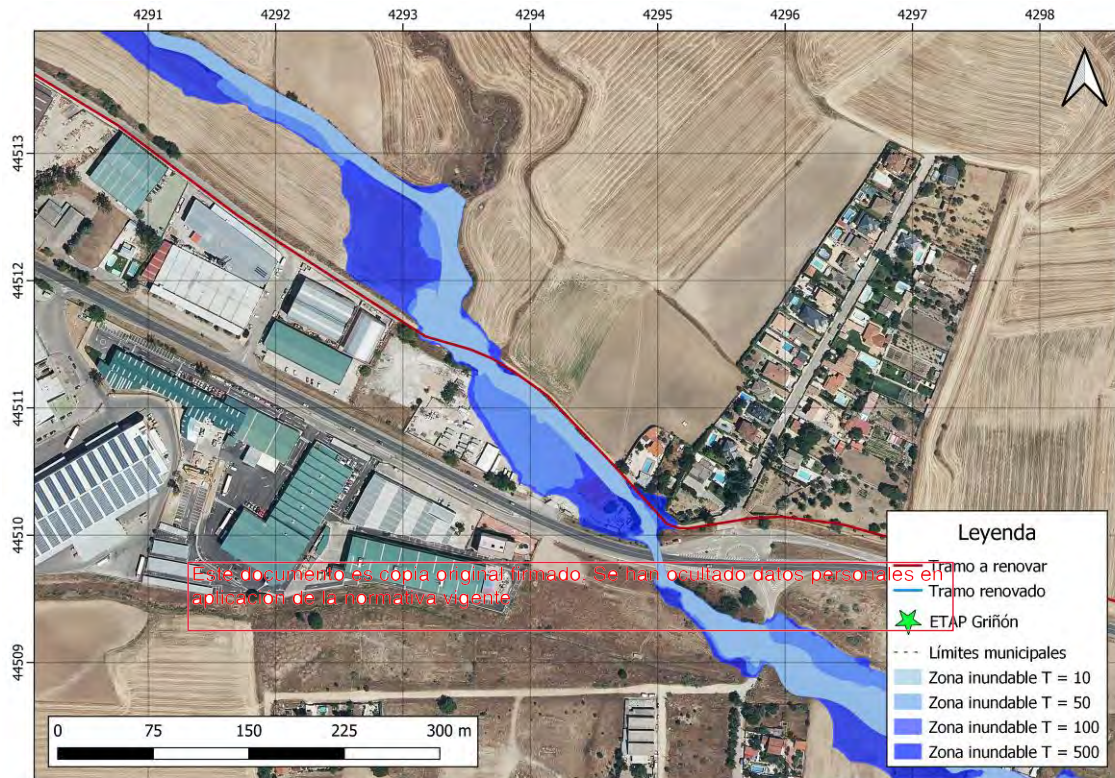 4291 4292 4293 4294 4295 4296 4297 4298
44513
44512
44511
44510
44509
Leyenda
Tramo a renovar
Tramo renovado
ETAP Griñón
Límites municipales
Zona inundable T = 10
Zona inundable T = 50
Zona inundable T = 100
Zona inundable T = 500
Este documento es copia original firmado. Se han ocultado datos personales en
aplicación de la normativa vigente
0 75 150 225 300 m